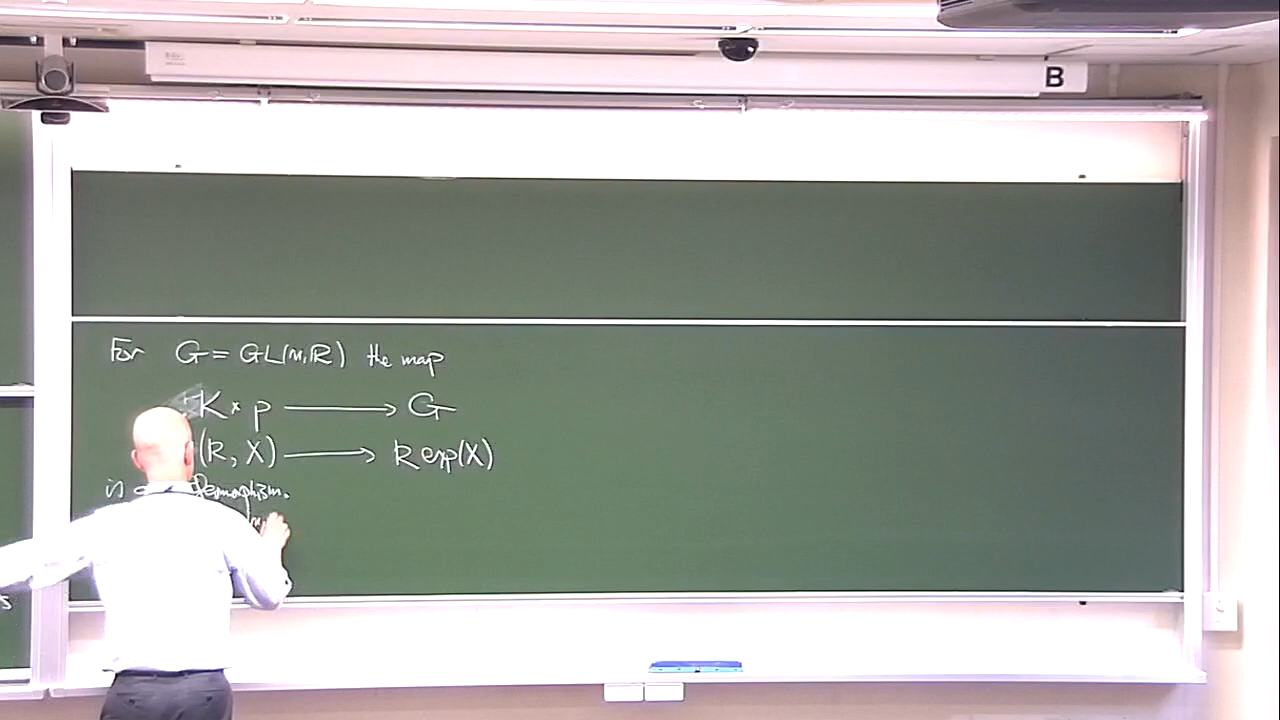 B
For G = GL(n, R) the map
K × p ⟶ G
(k, X) ⟶ k exp(X)
is